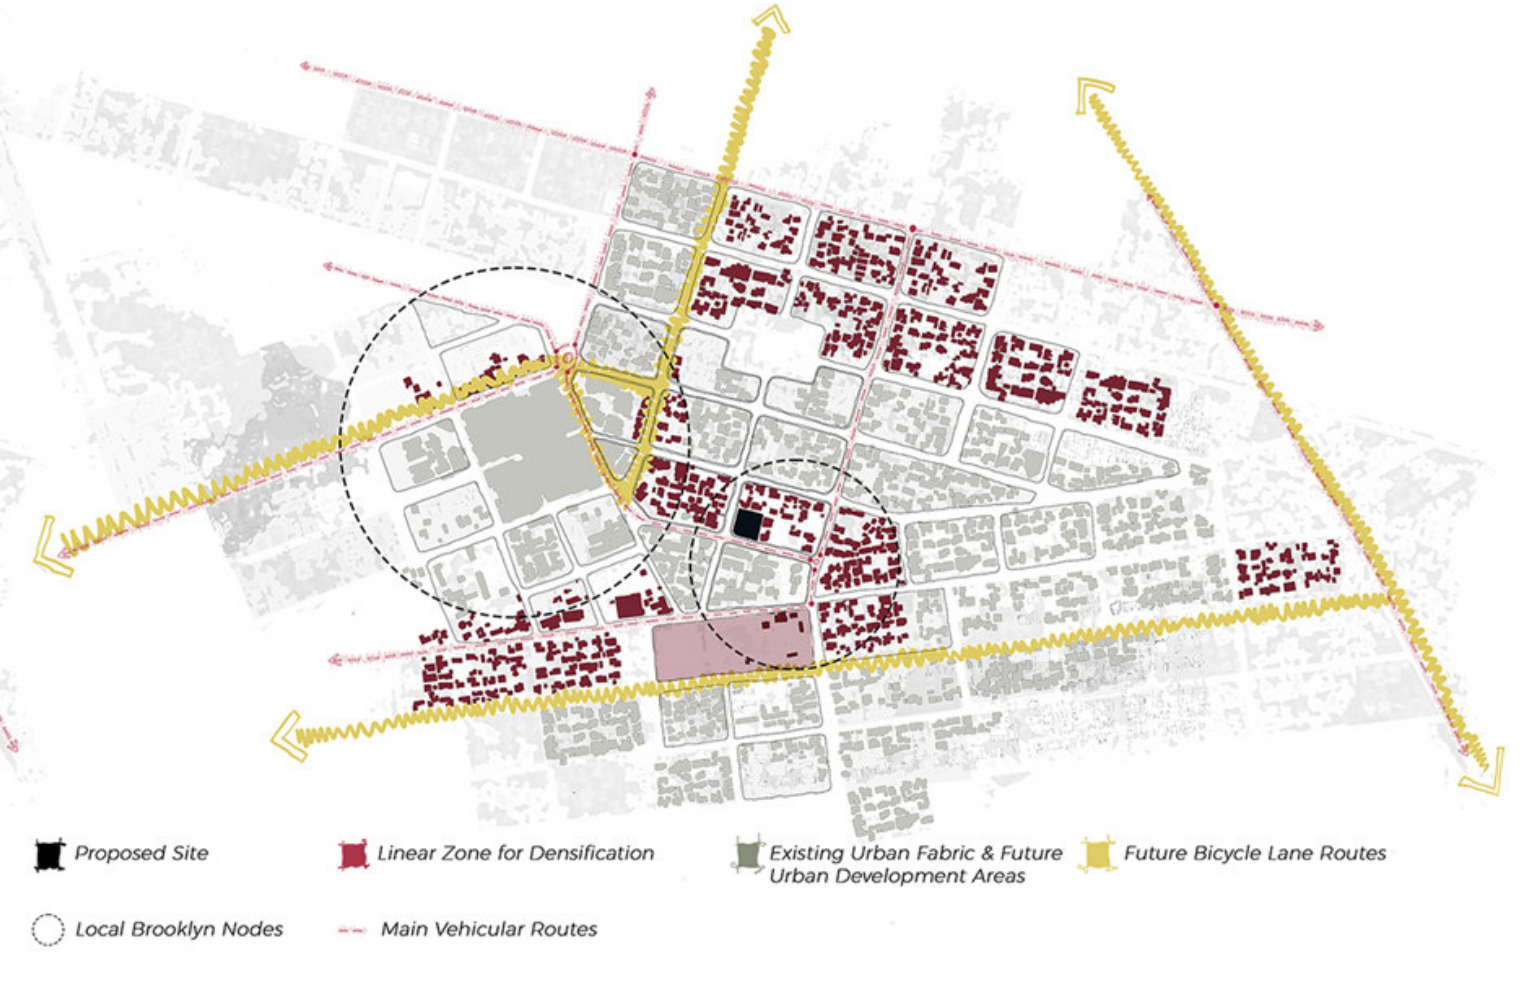 Proposed Site
Linear Zone for Densification
Existing Urban Fabric & Future
Urban Development Areas
Future Bicycle Lane Routes
Local Brooklyn Nodes
Main Vehicular Routes